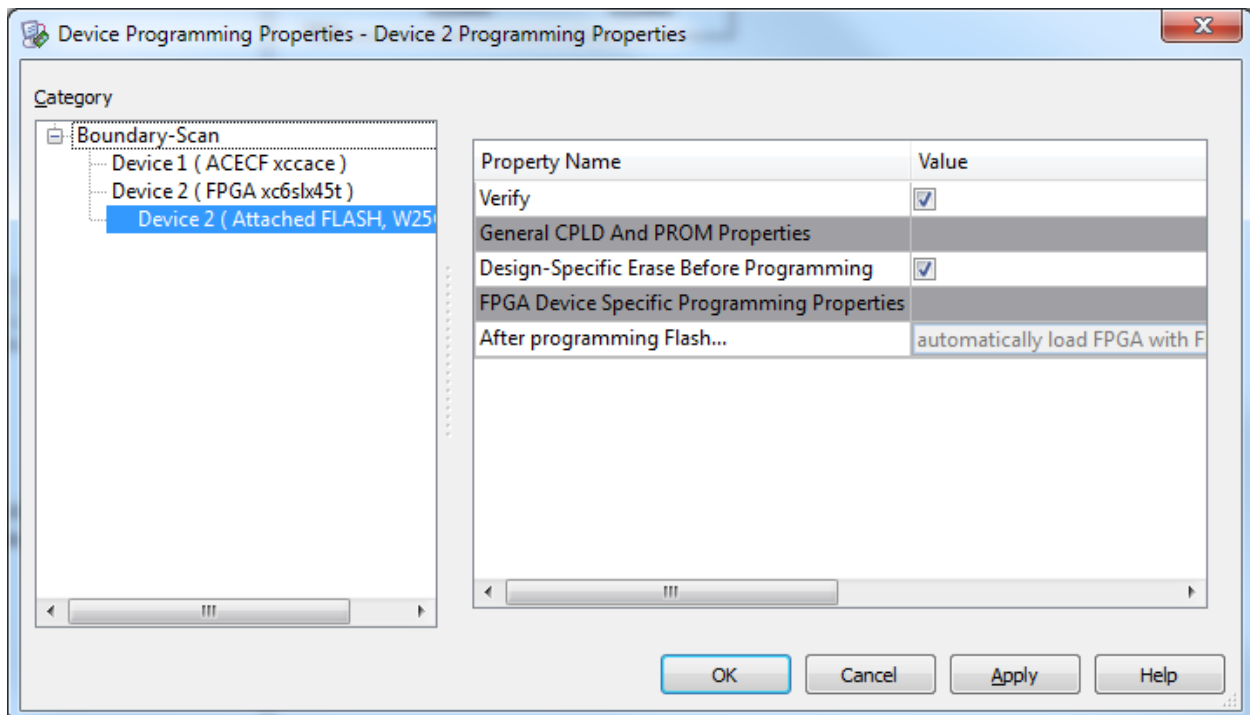 Device Programming Properties - Device 2 Programming Properties
Category
Boundary-Scan
Device 1 ( ACECF xccace )
Device 2 ( FPGA xc6slx45t )
Device 2 ( Attached FLASH, W25
Property Name Value
Verify
General CPLD And PROM Properties
Design-Specific Erase Before Programming
FPGA Device Specific Programming Properties
After programming Flash... automatically load FPGA with F
OK Cancel Apply Help